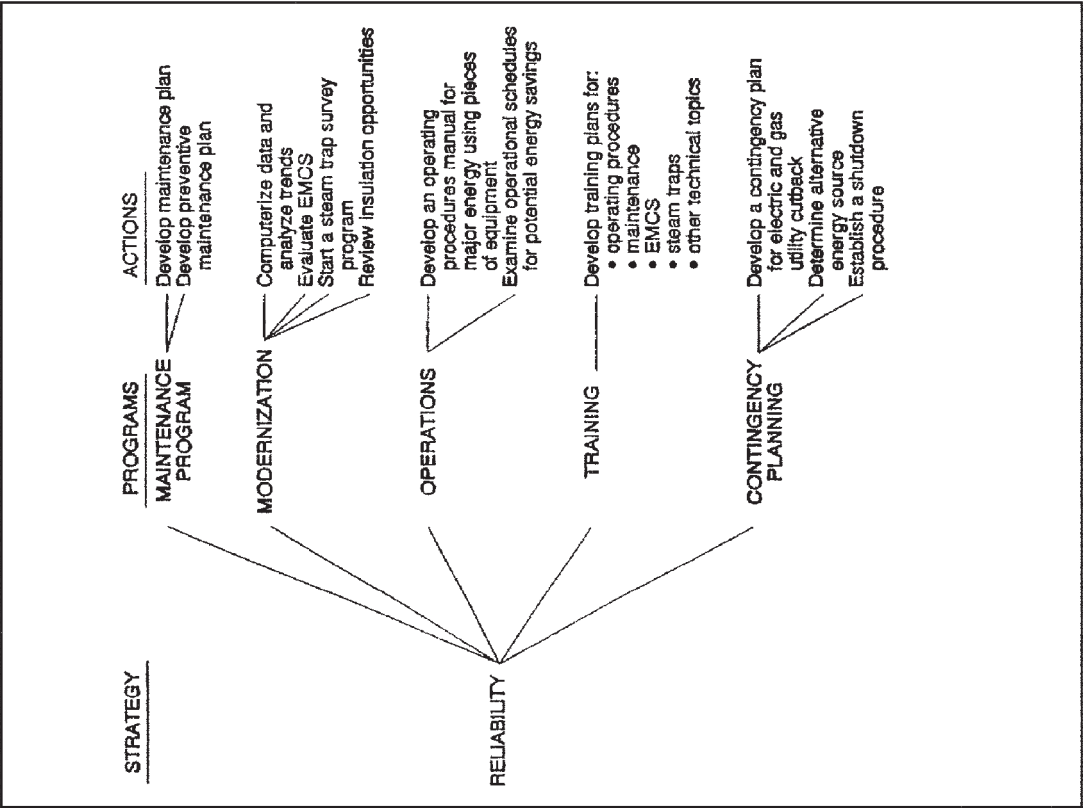 STRATEGY
PROGRAMS
ACTIONS
RELIABILITY
MAINTENANCE
PROGRAM
Develop maintenance plan
Develop preventive
maintenance plan
MODERNIZATION
Computerize data and
analyze trends
Evaluate EMCS
Start a steam trap survey
program
Review insulation opportunities
OPERATIONS
Develop an operating
procedures manual for
major energy using pieces
of equipment
Examine operational schedules
for potential energy savings
TRAINING
Develop training plans for:
• operating procedures
• maintenance
• EMCS
• steam traps
• other technical topics
CONTINGENCY
PLANNING
Develop a contingency plan
for electric and gas
utility cutback
Determine alternative
energy source
Establish a shutdown
procedure